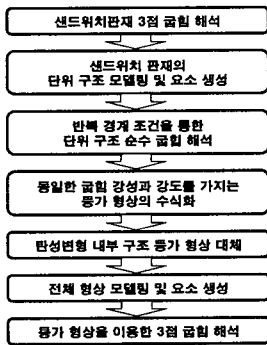 샌드위치판재 3점 굽힘 해석
샌드위치 판재의
단위 구조 모델링 및 요소 생성
반복 경계 조건을 통한
단위 구조 순수 굽힘 해석
동일한 굽힘 강성과 강도를 가지는
등가 형상의 수식화
탄성변형 내부 구조 등가 형상 대체
전체 형상 모델링 및 요소 생성
등가 형상을 이용한 3점 굽힘 해석